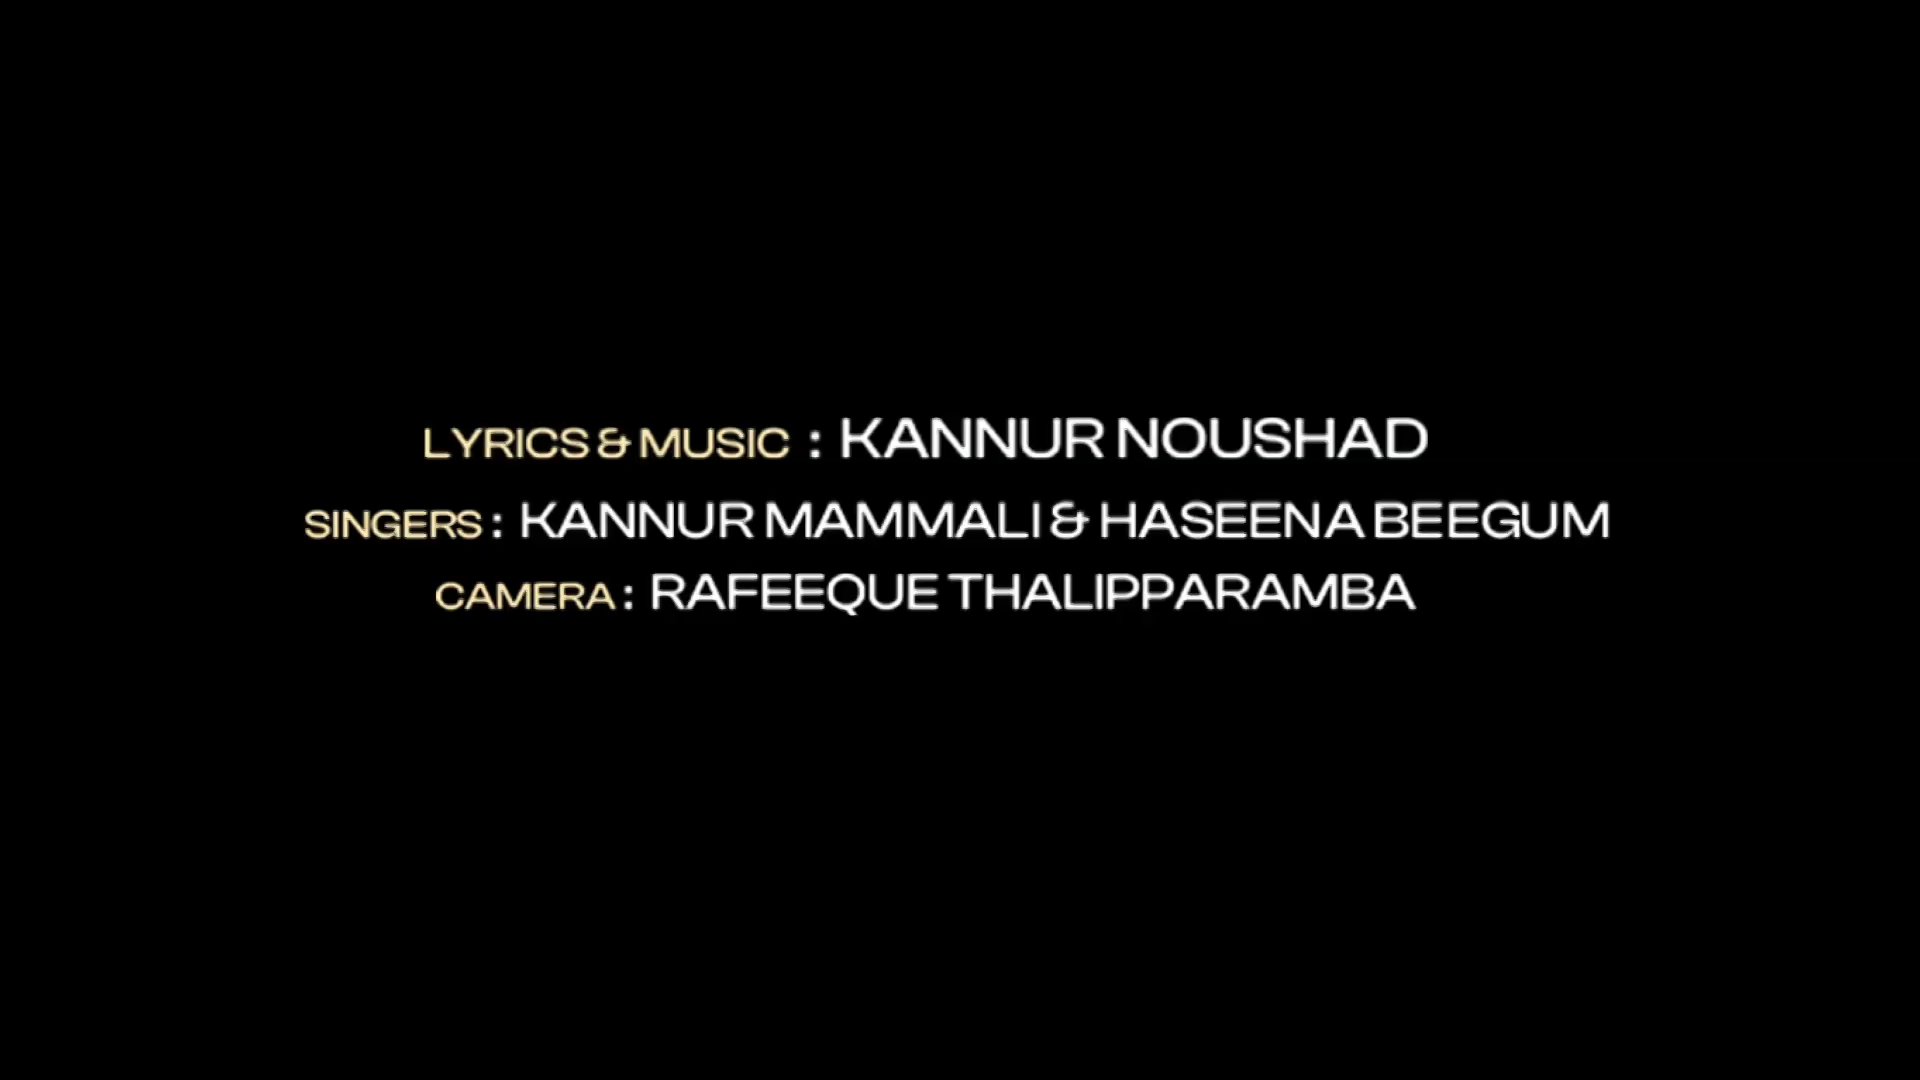 LYRICS & MUSIC : KANNUR NOUSHAD
SINGERS : KANNUR MAMMALI & HASEENA BEEGUM
CAMERA : RAFEEQUE THALIPPARAMBA